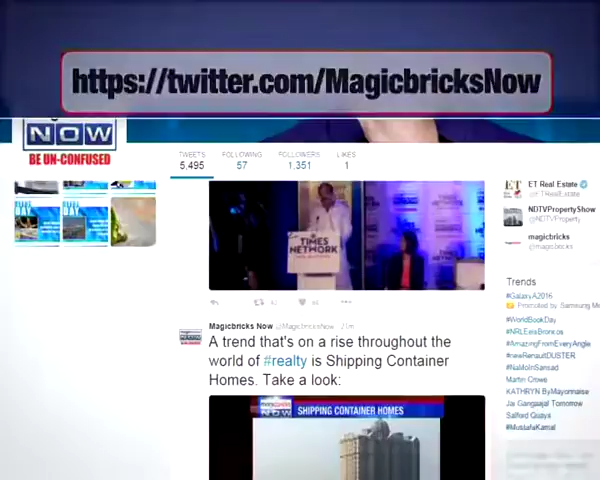 https://twitter.com/MagicbricksNow
NOW
BE UN-CONFUSED
TWEETS
5,495
FOLLOWING
57
FOLLOWERS
1,351
LIKES
1
DAY
DAY
TIMES
NETWORK
Magicbricks Now @MagicbricksNow
A trend that's on a rise throughout the
world of #realty is Shipping Container
Homes. Take a look:
NOW
SHIPPING CONTAINER HOMES
ET Real Estate
@ETRealEstate
NDTVPropertyShow
@NDTVProperty
magicbricks
@magicbricks
Trends
#GalaxyA2016
Promoted by Samsung
#WorldBookDay
#AmazingFromEveryAngle
#newRenaultDUSTER
#NaMoInSansad
Martin Crowe
KATHRYN ByMayonnaise
Jai Gangaajal Tomorrow
Salford Quays
#MustafaKamal